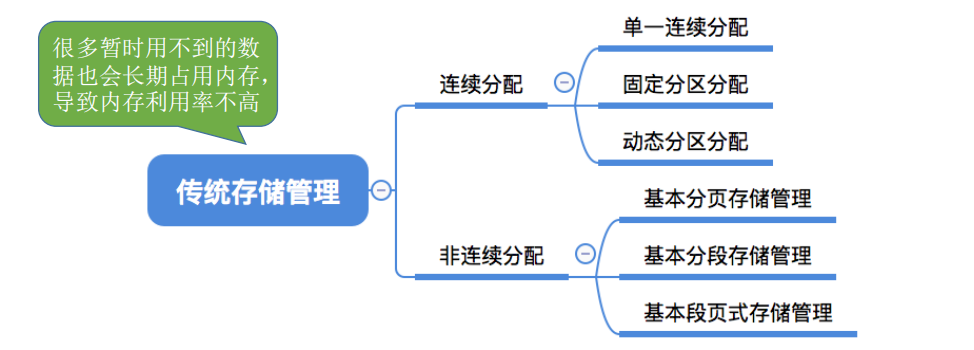 很多暂时用不到的数
据也会长期占用内存，
导致内存利用率不高
传统存储管理
连续分配
单一连续分配
固定分区分配
动态分区分配
非连续分配
基本分页存储管理
基本分段存储管理
基本段页式存储管理